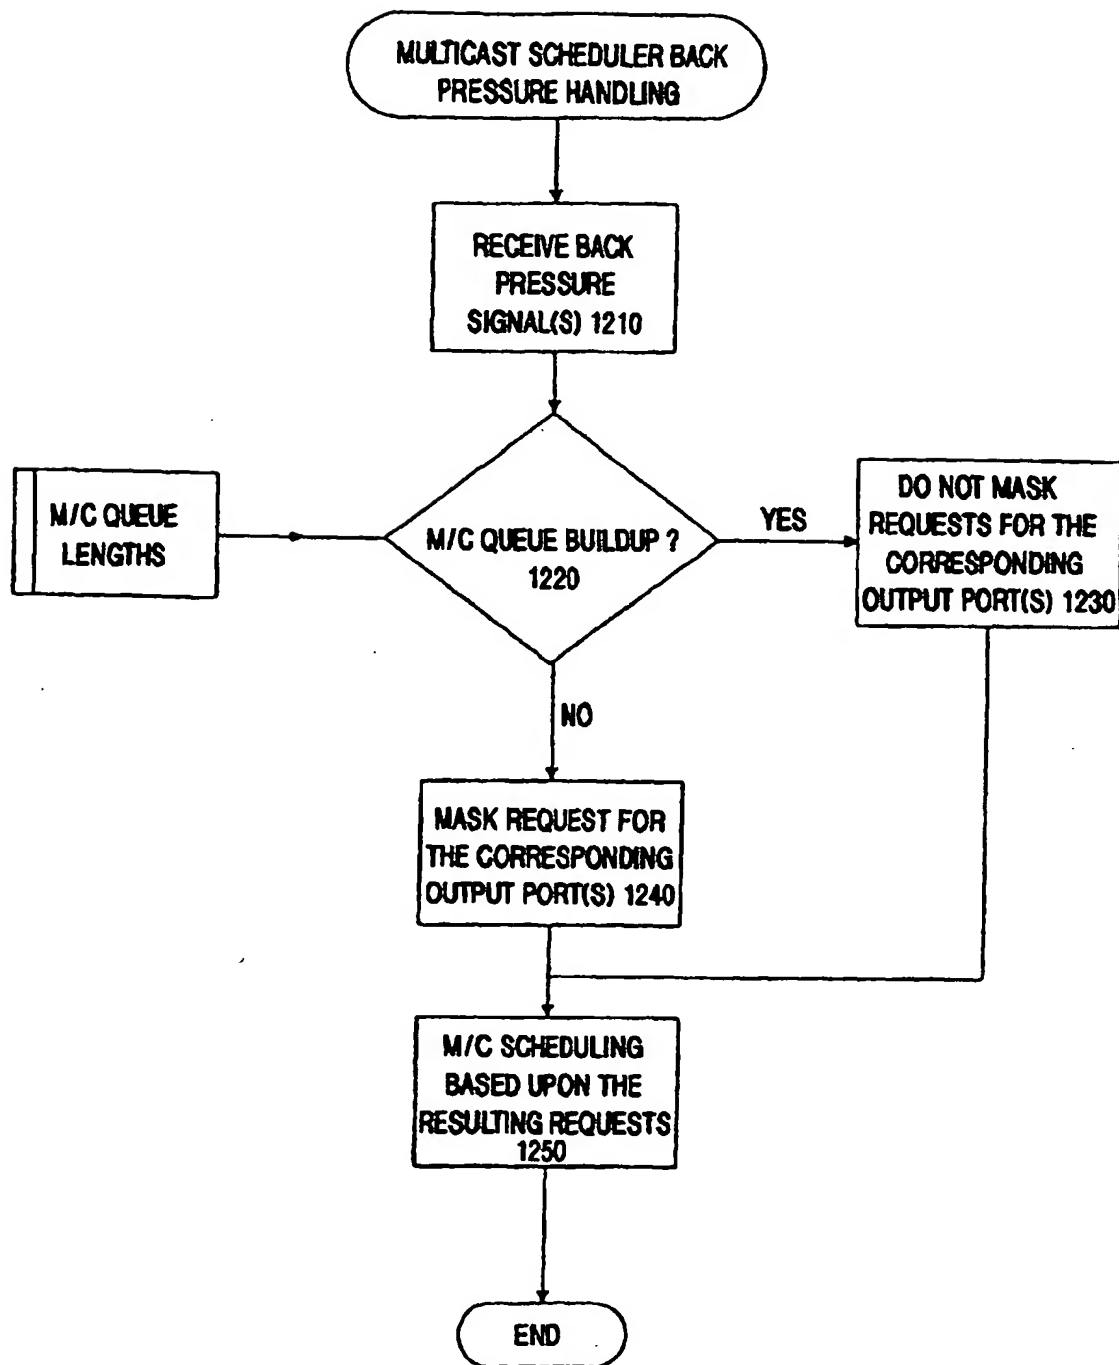 MULTICAST SCHEDULER BACK
PRESSURE HANDLING
RECEIVE BACK
PRESSURE
SIGNAL(S) 1210
M/C QUEUE
LENGTHS
M/C QUEUE BUILDUP ?
1220
YES
DO NOT MASK
REQUESTS FOR THE
CORRESPONDING
OUTPUT PORT(S) 1230
NO
MASK REQUEST FOR
THE CORRESPONDING
OUTPUT PORT(S) 1240
M/C SCHEDULING
BASED UPON THE
RESULTING REQUESTS
1250
END